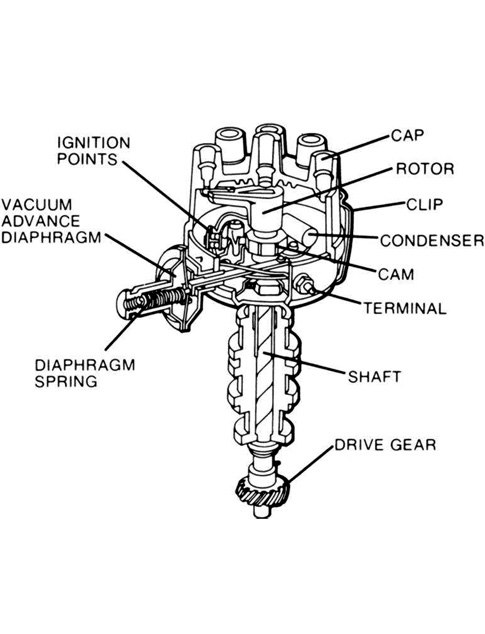 IGNITION
POINTS
CAP
ROTOR
VACUUM
ADVANCE
DIAPHRAGM
CLIP
CONDENSER
CAM
TERMINAL
DIAPHRAGM
SPRING
SHAFT
DRIVE GEAR